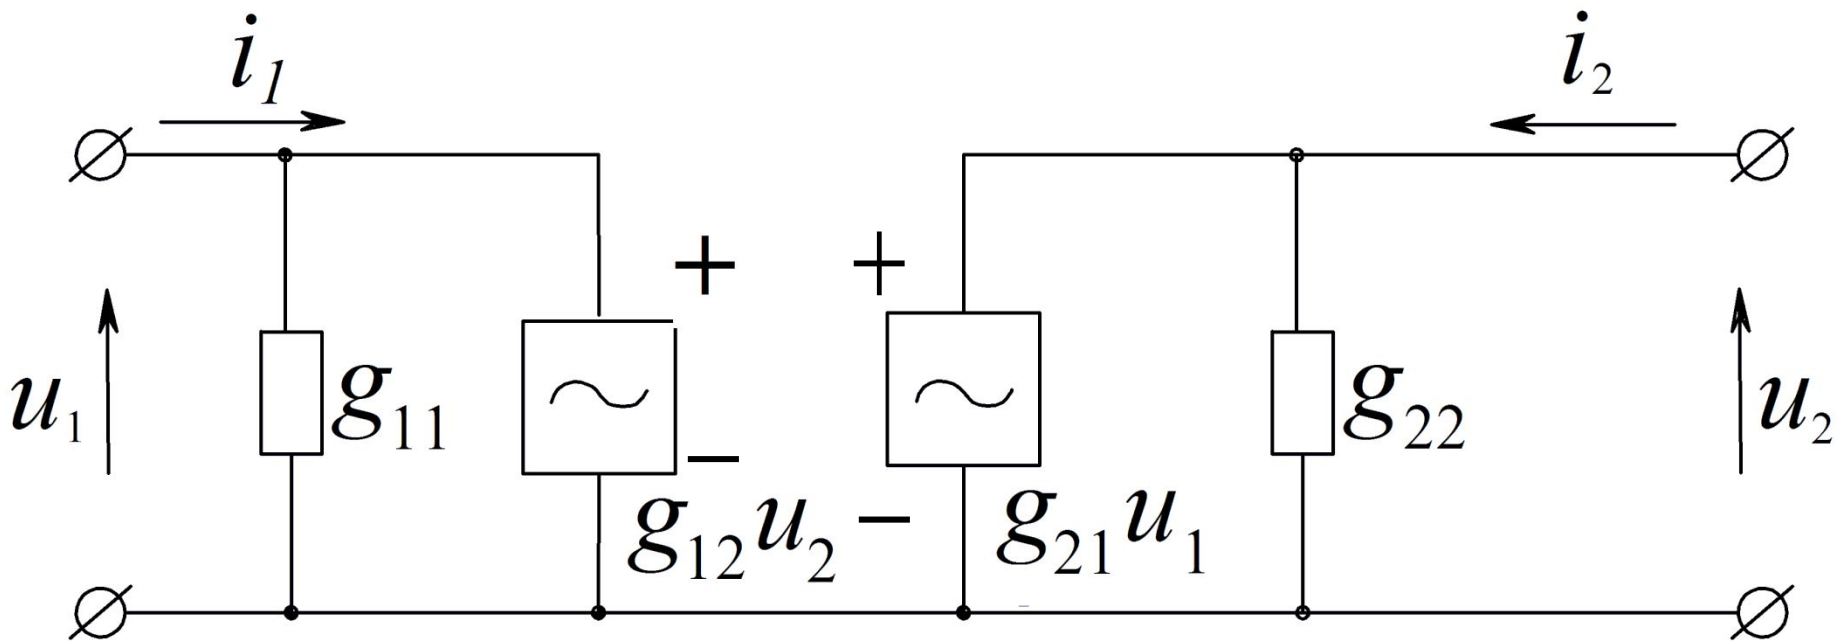 i₁ i₂
+ +
u₁ g₁₁ g₂₂ u₂
−
g₁₂u₂ − g₂₁u₁